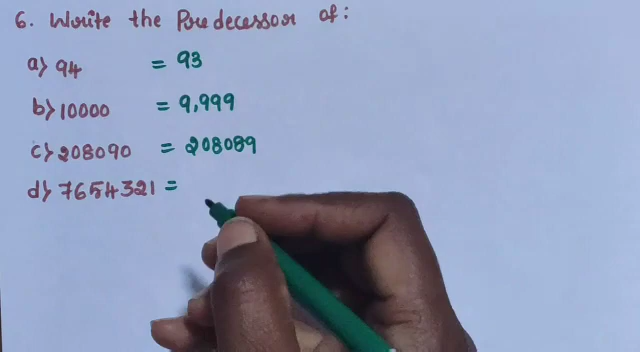 6. Write the Predecessor of:
a) 94 = 93
b) 10000 = 9,999
c) 208090 = 208089
d) 7654321 =